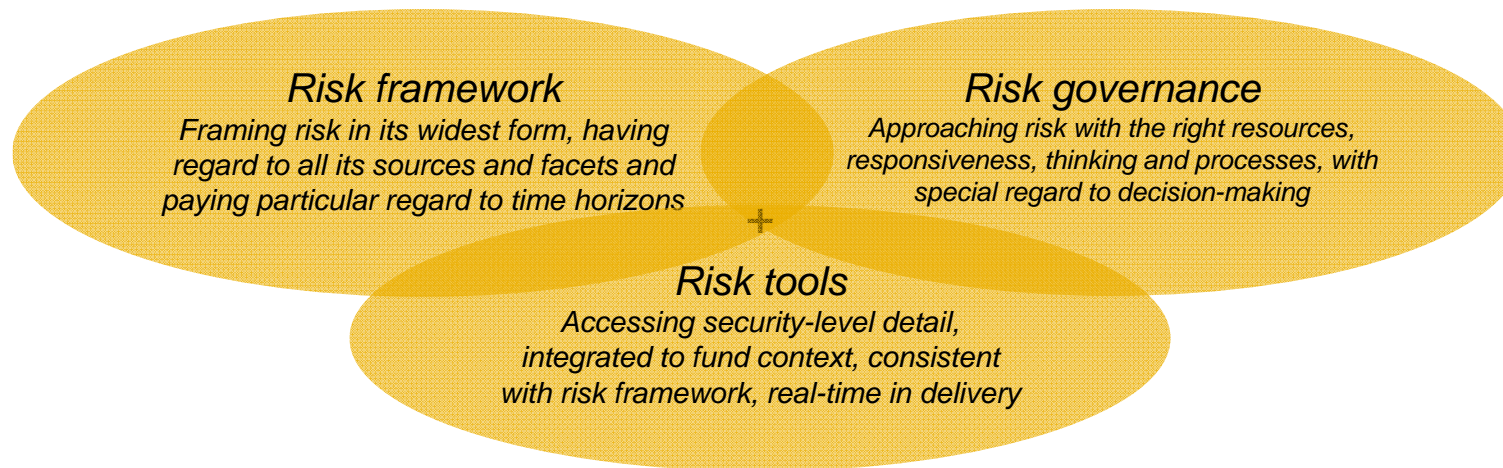 Risk framework
Framing risk in its widest form, having
regard to all its sources and facets and
paying particular regard to time horizons
Risk governance
Approaching risk with the right resources,
responsiveness, thinking and processes, with
special regard to decision-making
+
Risk tools
Accessing security-level detail,
integrated to fund context, consistent
with risk framework, real-time in delivery